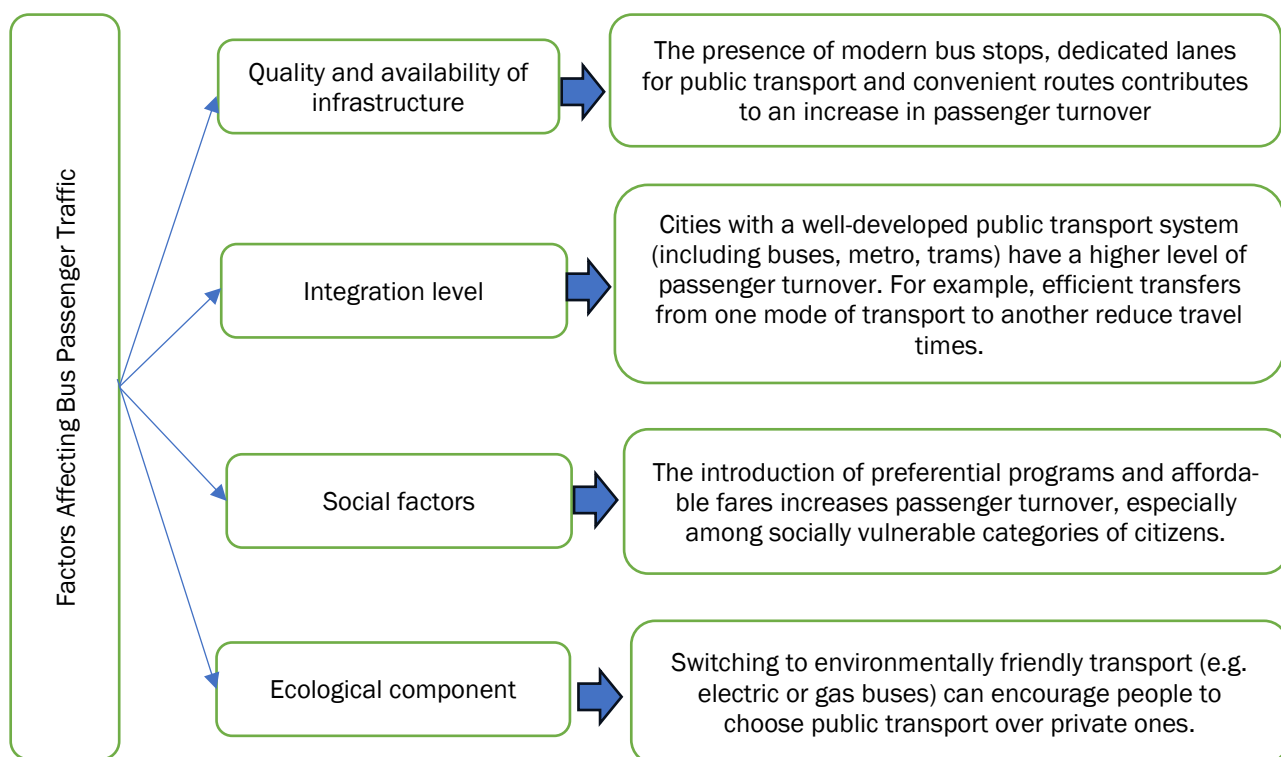 Factors Affecting Bus Passenger Traffic
Quality and availability of
infrastructure
The presence of modern bus stops, dedicated lanes
for public transport and convenient routes contributes
to an increase in passenger turnover
Integration level
Cities with a well-developed public transport system
(including buses, metro, trams) have a higher level of
passenger turnover. For example, efficient transfers
from one mode of transport to another reduce travel
times.
Social factors
The introduction of preferential programs and afforda-
ble fares increases passenger turnover, especially
among socially vulnerable categories of citizens.
Ecological component
Switching to environmentally friendly transport (e.g.
electric or gas buses) can encourage people to
choose public transport over private ones.